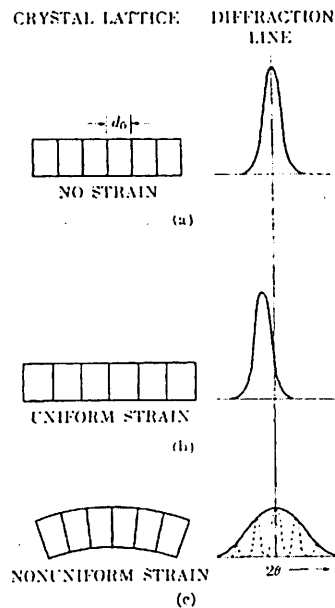 CRYSTAL LATTICE
DIFFRACTION LINE
d₀
NO STRAIN
(a)
UNIFORM STRAIN
(b)
NONUNIFORM STRAIN
2θ
(c)